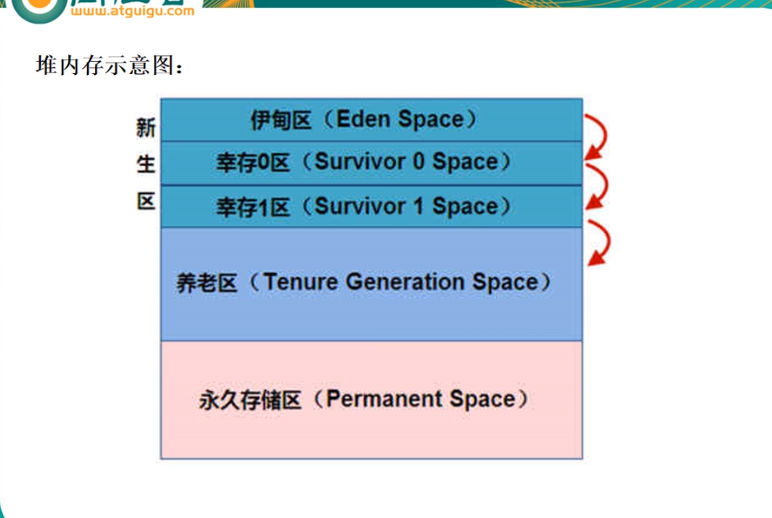 www.atguigu.com
堆内存示意图：
新
生
区
伊甸区（Eden Space）
幸存0区（Survivor 0 Space）
幸存1区（Survivor 1 Space）
养老区（Tenure Generation Space）
永久存储区（Permanent Space）